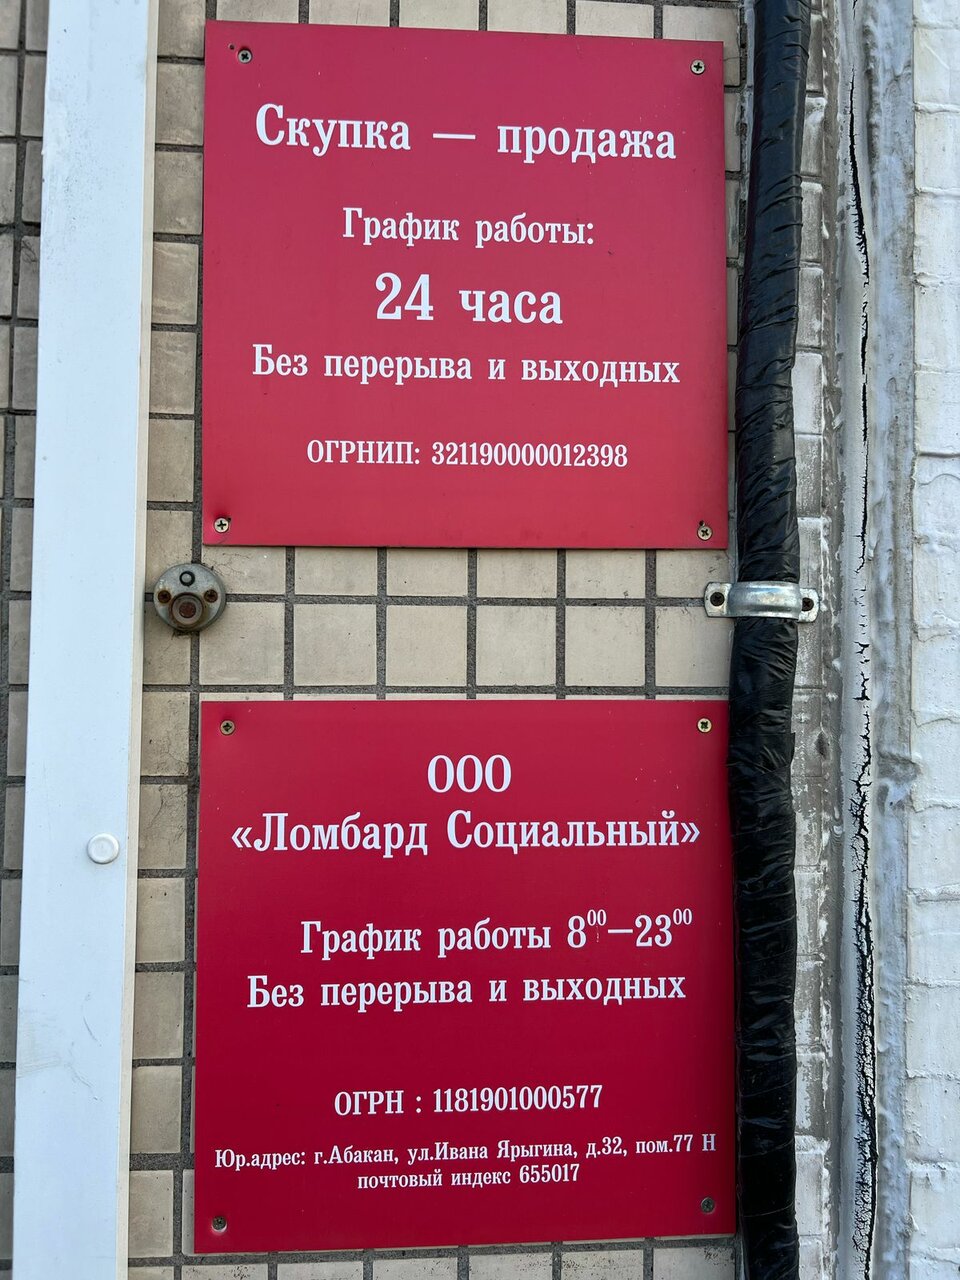 Скупка — продажа
График работы:
24 часа
Без перерыва и выходных
ОГРНИП: 321190000012398
ООО
«Ломбард Социальный»
График работы 8⁰⁰—23⁰⁰
Без перерыва и выходных
ОГРН : 1181901000577
Юр.адрес: г.Абакан, ул.Ивана Ярыгина, д.32, пом.77 Н
почтовый индекс 655017